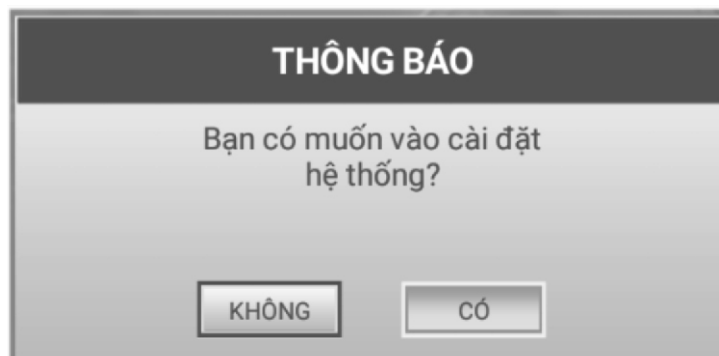 THÔNG BÁO
Bạn có muốn vào cài đặt
hệ thống?
KHÔNG
CÓ